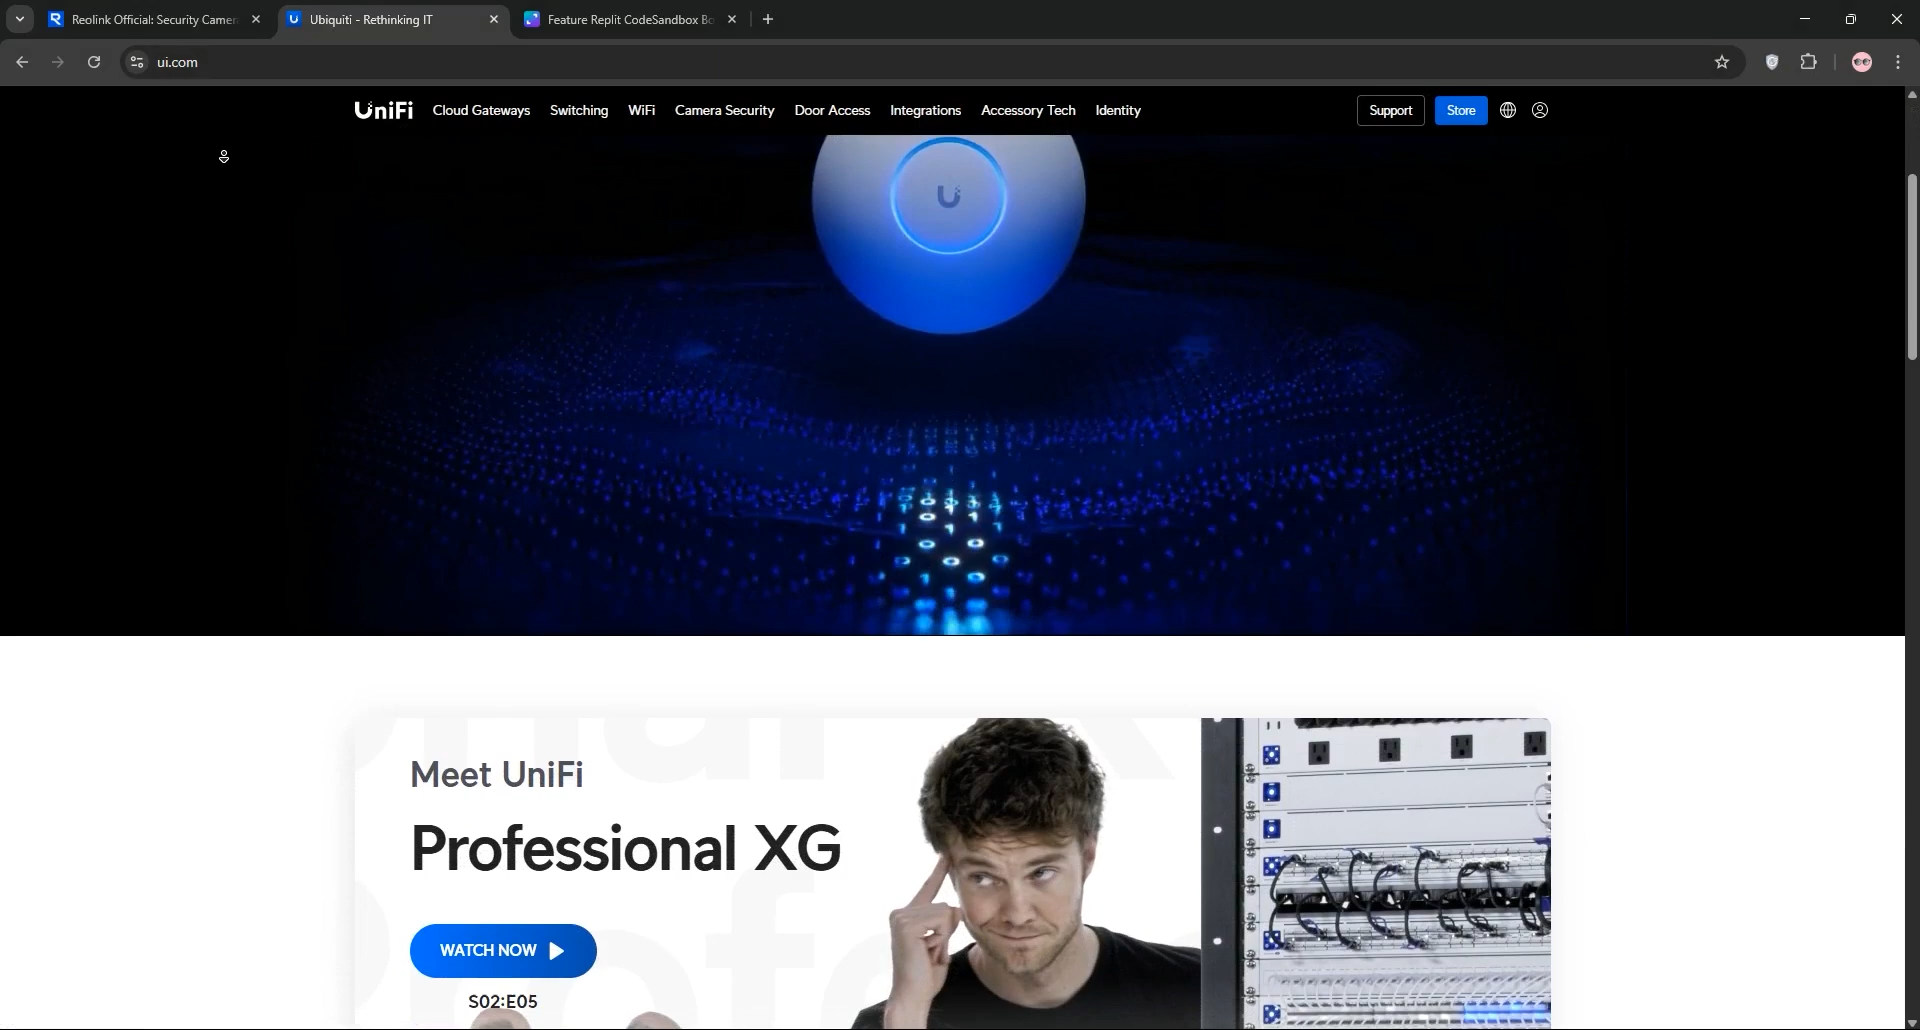 Reolink Official: Security Camer
Ubiquiti - Rethinking IT
Feature Replit CodeSandbox Bo
ui.com
UniFi
Cloud Gateways
Switching
WiFi
Camera Security
Door Access
Integrations
Accessory Tech
Identity
Support
Store
Meet UniFi
Professional XG
WATCH NOW
S02:E05